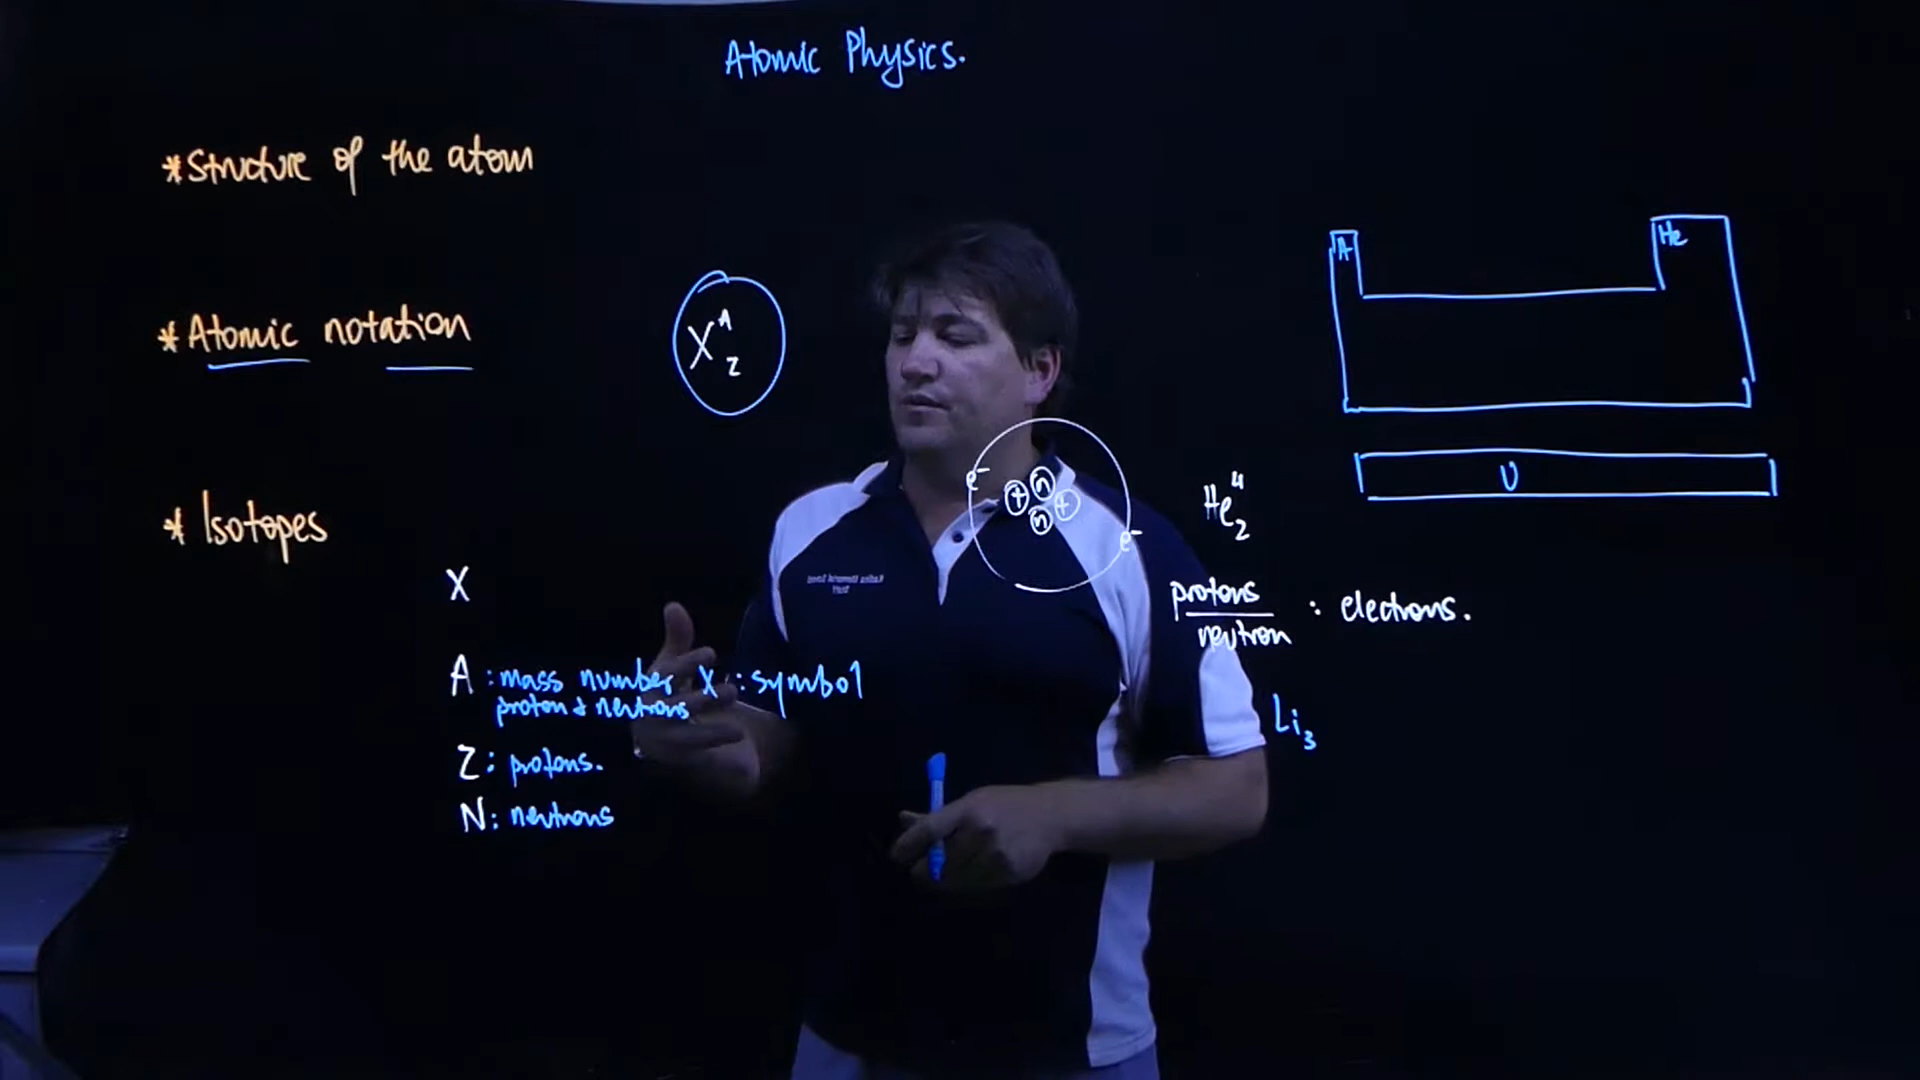 Atomic Physics.
*Structure of the atom
A
He
*Atomic notation
X A Z
U
e⁻ + n + n e⁻
He 4 2
*Isotopes
X
protons : electrons.
neutron
A : mass number X : symbol
proton & neutrons
Li 3
Z : protons.
N : neutrons